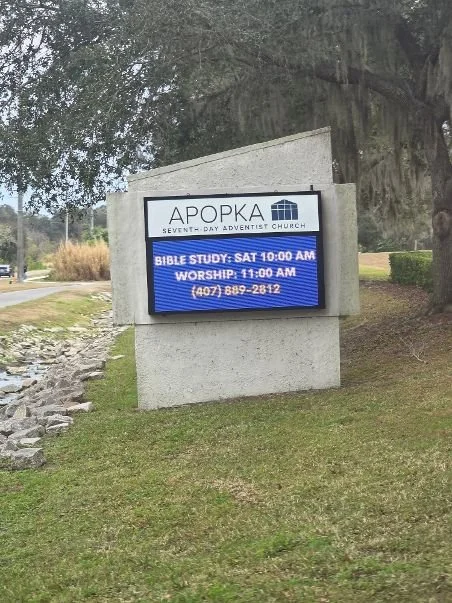 APOPKA
SEVENTH-DAY ADVENTIST CHURCH
BIBLE STUDY: SAT 10:00 AM
WORSHIP: 11:00 AM
(407) 889-2812